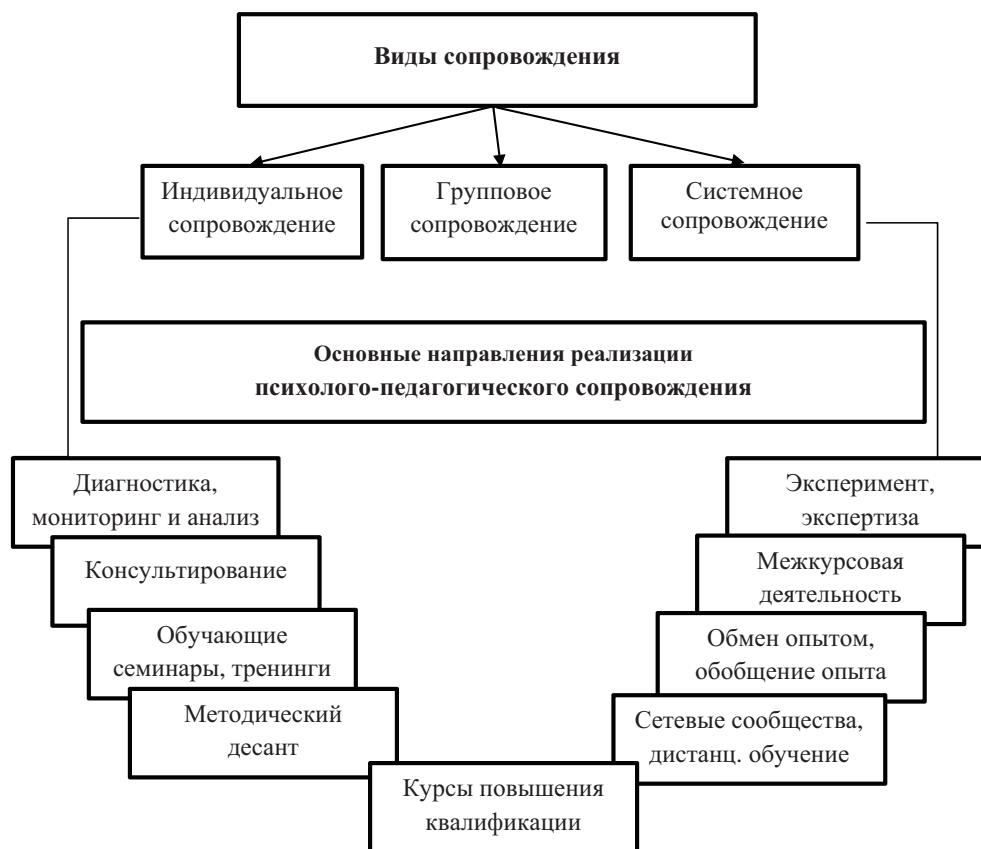 Виды сопровождения
Индивидуальное
сопровождение
Групповое
сопровождение
Системное
сопровождение
Основные направления реализации
психолого-педагогического сопровождения
Диагностика,
мониторинг и анализ
Консультирование
Обучающие
семинары, тренинги
Методический
десант
Курсы повышения
квалификации
Эксперимент,
экспертиза
Межкурсовая
деятельность
Обмен опытом,
обобщение опыта
Сетевые сообщества,
дистанц. обучение